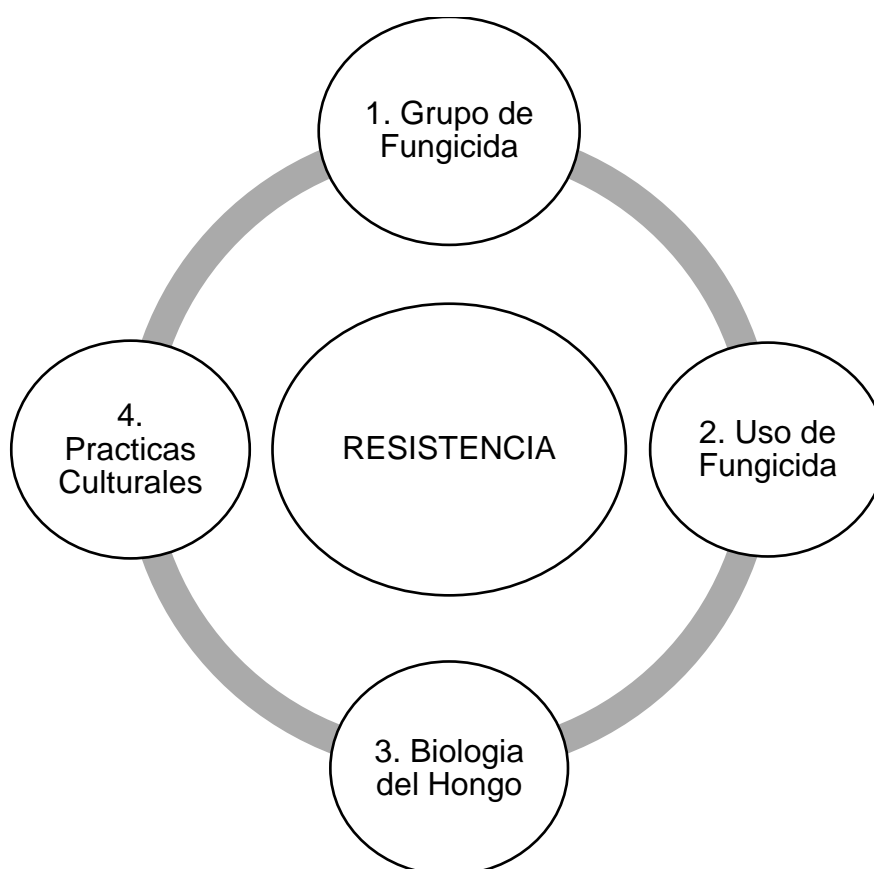 1. Grupo de
Fungicida
4.
Practicas
Culturales
RESISTENCIA
2. Uso de
Fungicida
3. Biologia
del Hongo